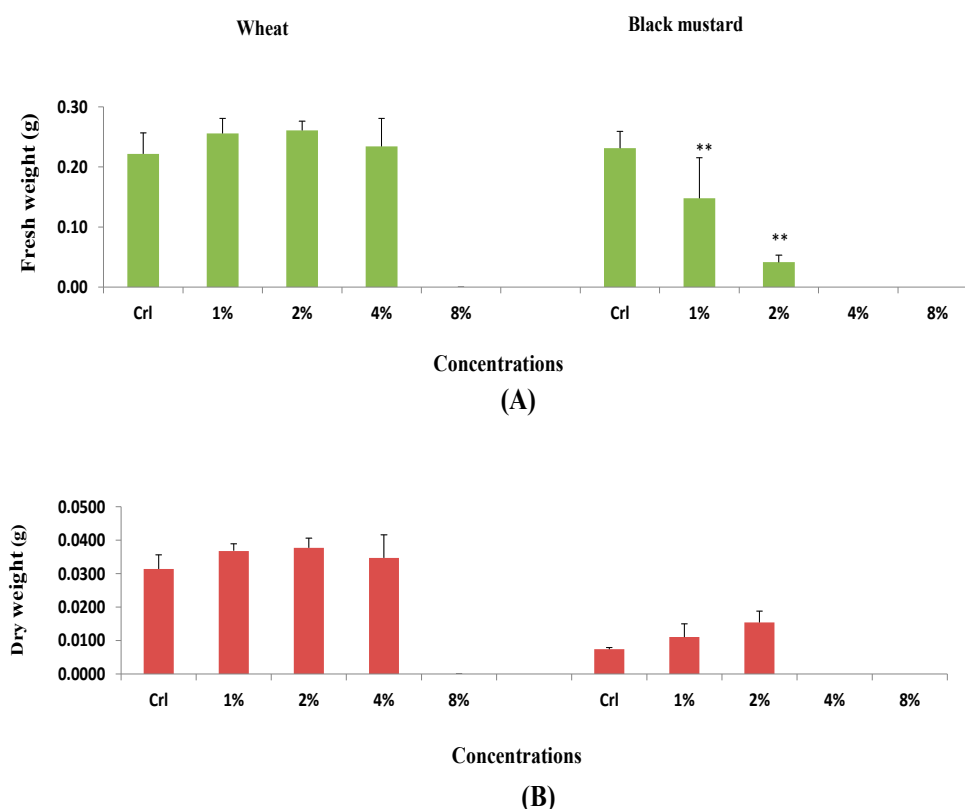 Wheat Black mustard
Fresh weight (g)
0.30
0.20
0.10
0.00
** **
Crl 1% 2% 4% 8% Crl 1% 2% 4% 8%
Concentrations
(A)
Dry weight (g)
0.0500
0.0400
0.0300
0.0200
0.0100
0.0000
Crl 1% 2% 4% 8% Crl 1% 2% 4% 8%
Concentrations
(B)